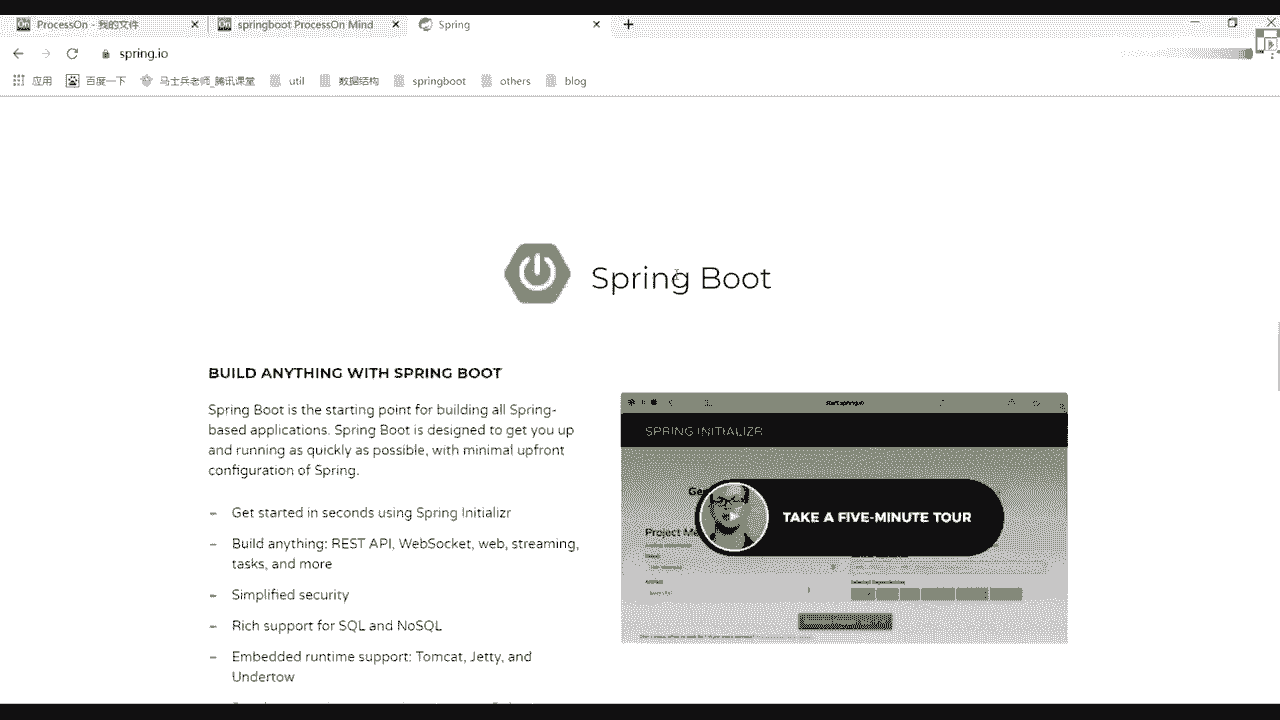 ProcessOn - 我的文件
springboot ProcessOn Mind
Spring
spring.io
应用
百度一下
马士兵老师_腾讯课堂
util
数据结构
springboot
others
blog
Spring Boot
BUILD ANYTHING WITH SPRING BOOT
Spring Boot is the starting point for building all Spring-
based applications. Spring Boot is designed to get you up
and running as quickly as possible, with minimal upfront
configuration of Spring.
– Get started in seconds using Spring Initializr
– Build anything: REST API, WebSocket, web, streaming,
tasks, and more
– Simplified security
– Rich support for SQL and NoSQL
– Embedded runtime support: Tomcat, Jetty, and
Undertow
start.spring.io
SPRING INITIALIZR
TAKE A FIVE-MINUTE TOUR